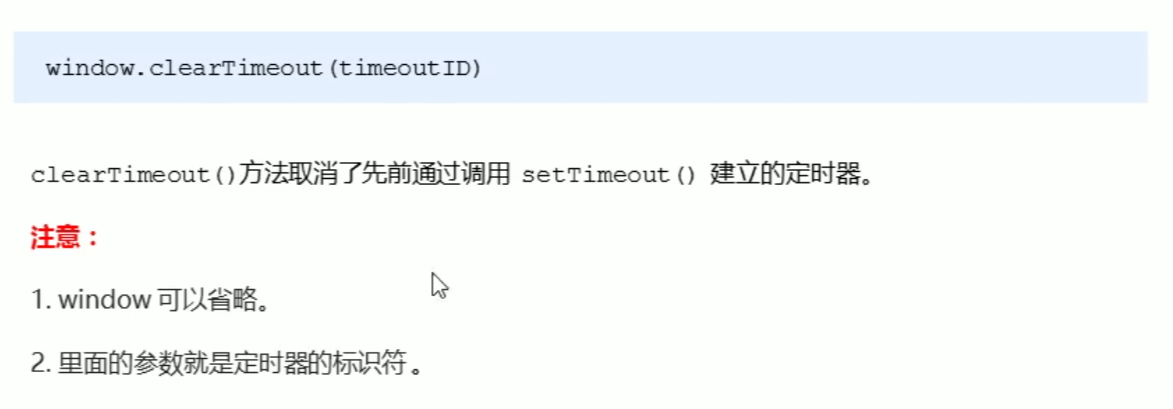 window.clearTimeout(timeoutID)
clearTimeout()方法取消了先前通过调用 setTimeout() 建立的定时器。
注意：
1. window 可以省略。
2. 里面的参数就是定时器的标识符 。